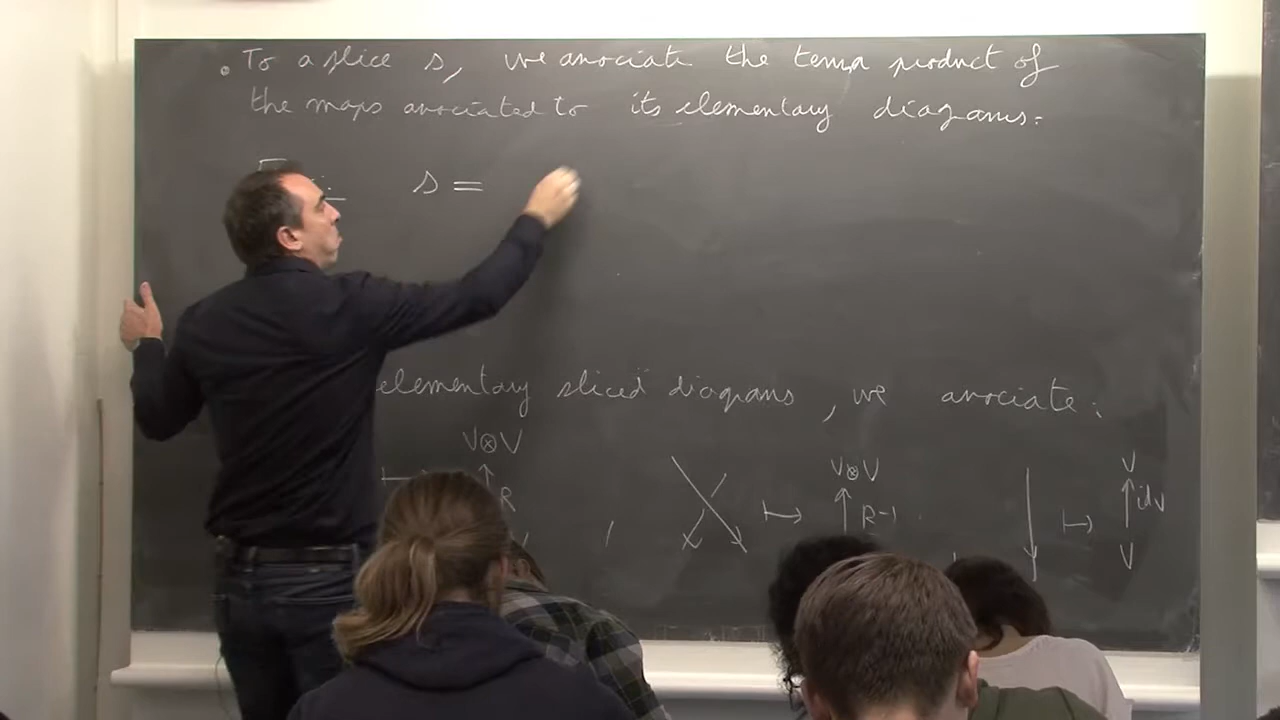 • To a slice s, we associate the tensor product of
the maps associated to its elementary diagrams.
s =
elementary sliced diagrams, we associate:
V⊗V V⊗V V
↦ ↑ R ↦ ↑ R-1 ↦ ↑ idV
V